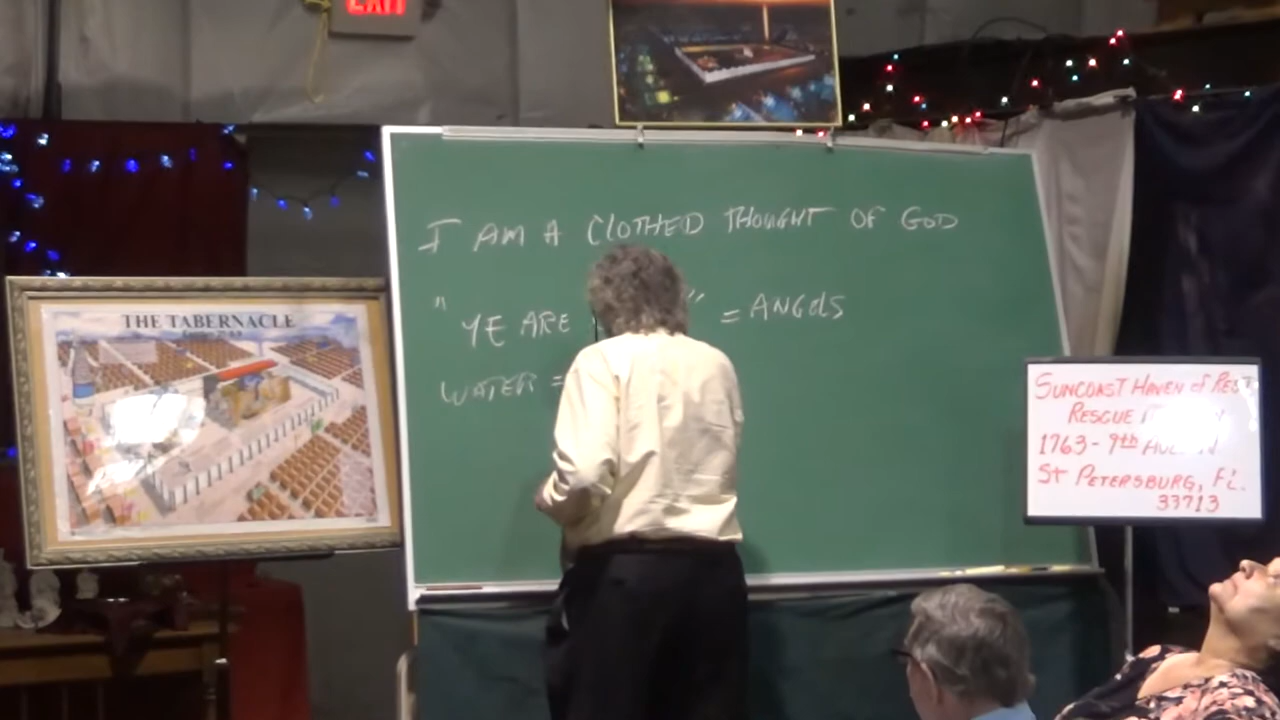 EXIT
I AM A CLOTHED THOUGHT OF GOD
" YE ARE " = ANGELS
WATER =
THE TABERNACLE
SUNCOAST HAVEN OF
RESCUE
1763 - 9th
ST PETERSBURG, FL.
33713